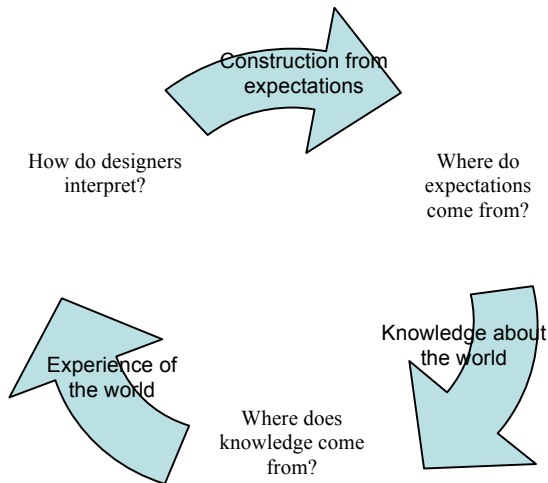 Construction from
expectations
How do designers
interpret?
Where do
expectations
come from?
Knowledge about
the world
Experience of
the world
Where does
knowledge come
from?